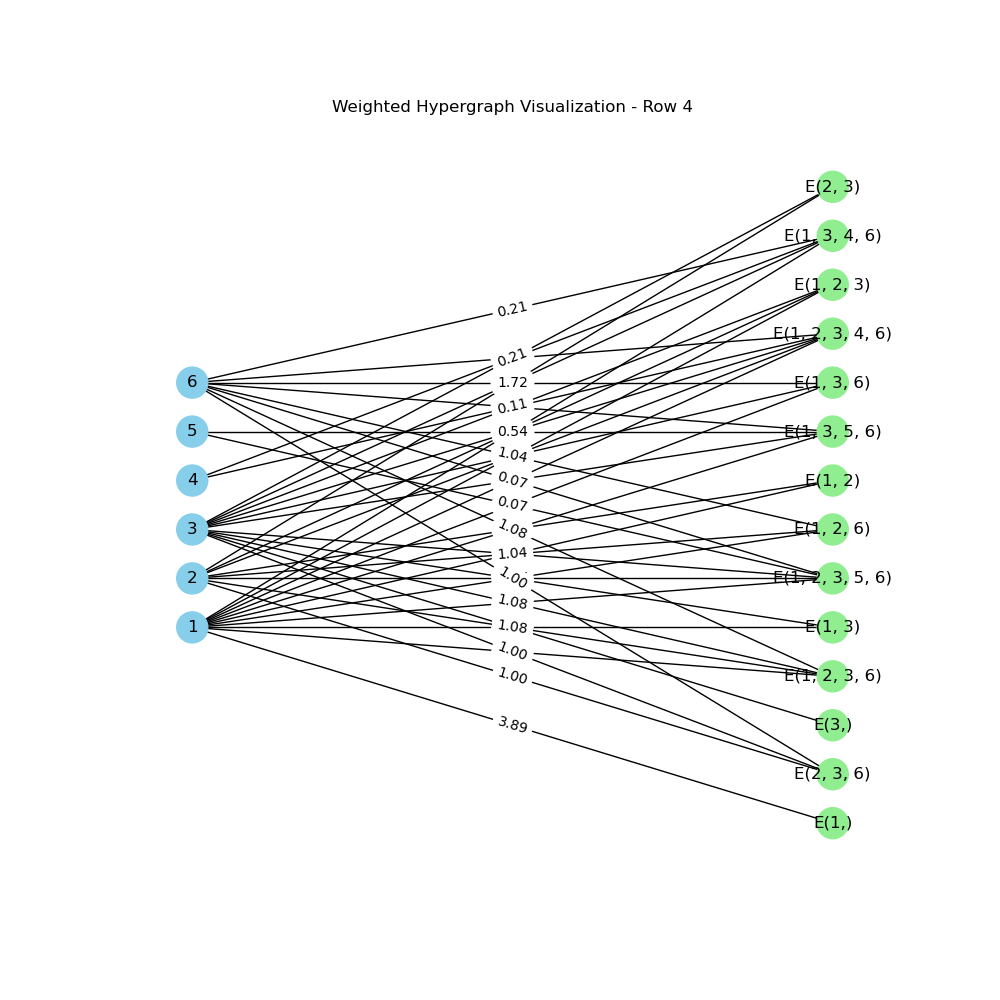 Weighted Hypergraph Visualization - Row 4
E(2, 3)
E(1, 3, 4, 6)
E(1, 2, 3)
0.21
E(1, 2, 3, 4, 6)
0.21
6
1.72
E(1, 3, 6)
0.11
5
0.54
E(1, 3, 5, 6)
1.04
4
0.07
E(1, 2)
0.07
3
1.08
E(1, 2, 6)
1.04
2
1.00
E(1, 2, 3, 5, 6)
1.08
1
1.08
E(1, 3)
1.00
1.00
E(1, 2, 3, 6)
3.89
E(3,)
E(2, 3, 6)
E(1,)